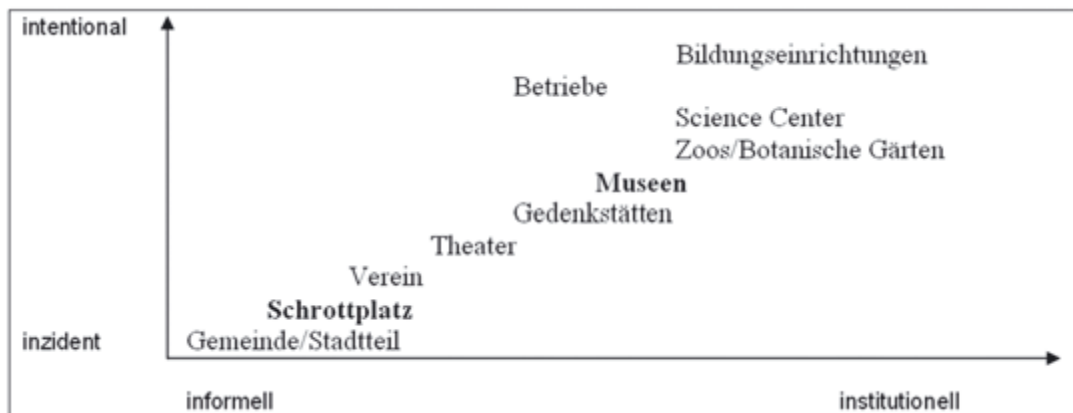 intentional
Bildungseinrichtungen
Betriebe
Science Center
Zoos/Botanische Gärten
Museen
Gedenkstätten
Theater
Verein
Schrottplatz
inzident
Gemeinde/Stadtteil
informell
institutionell